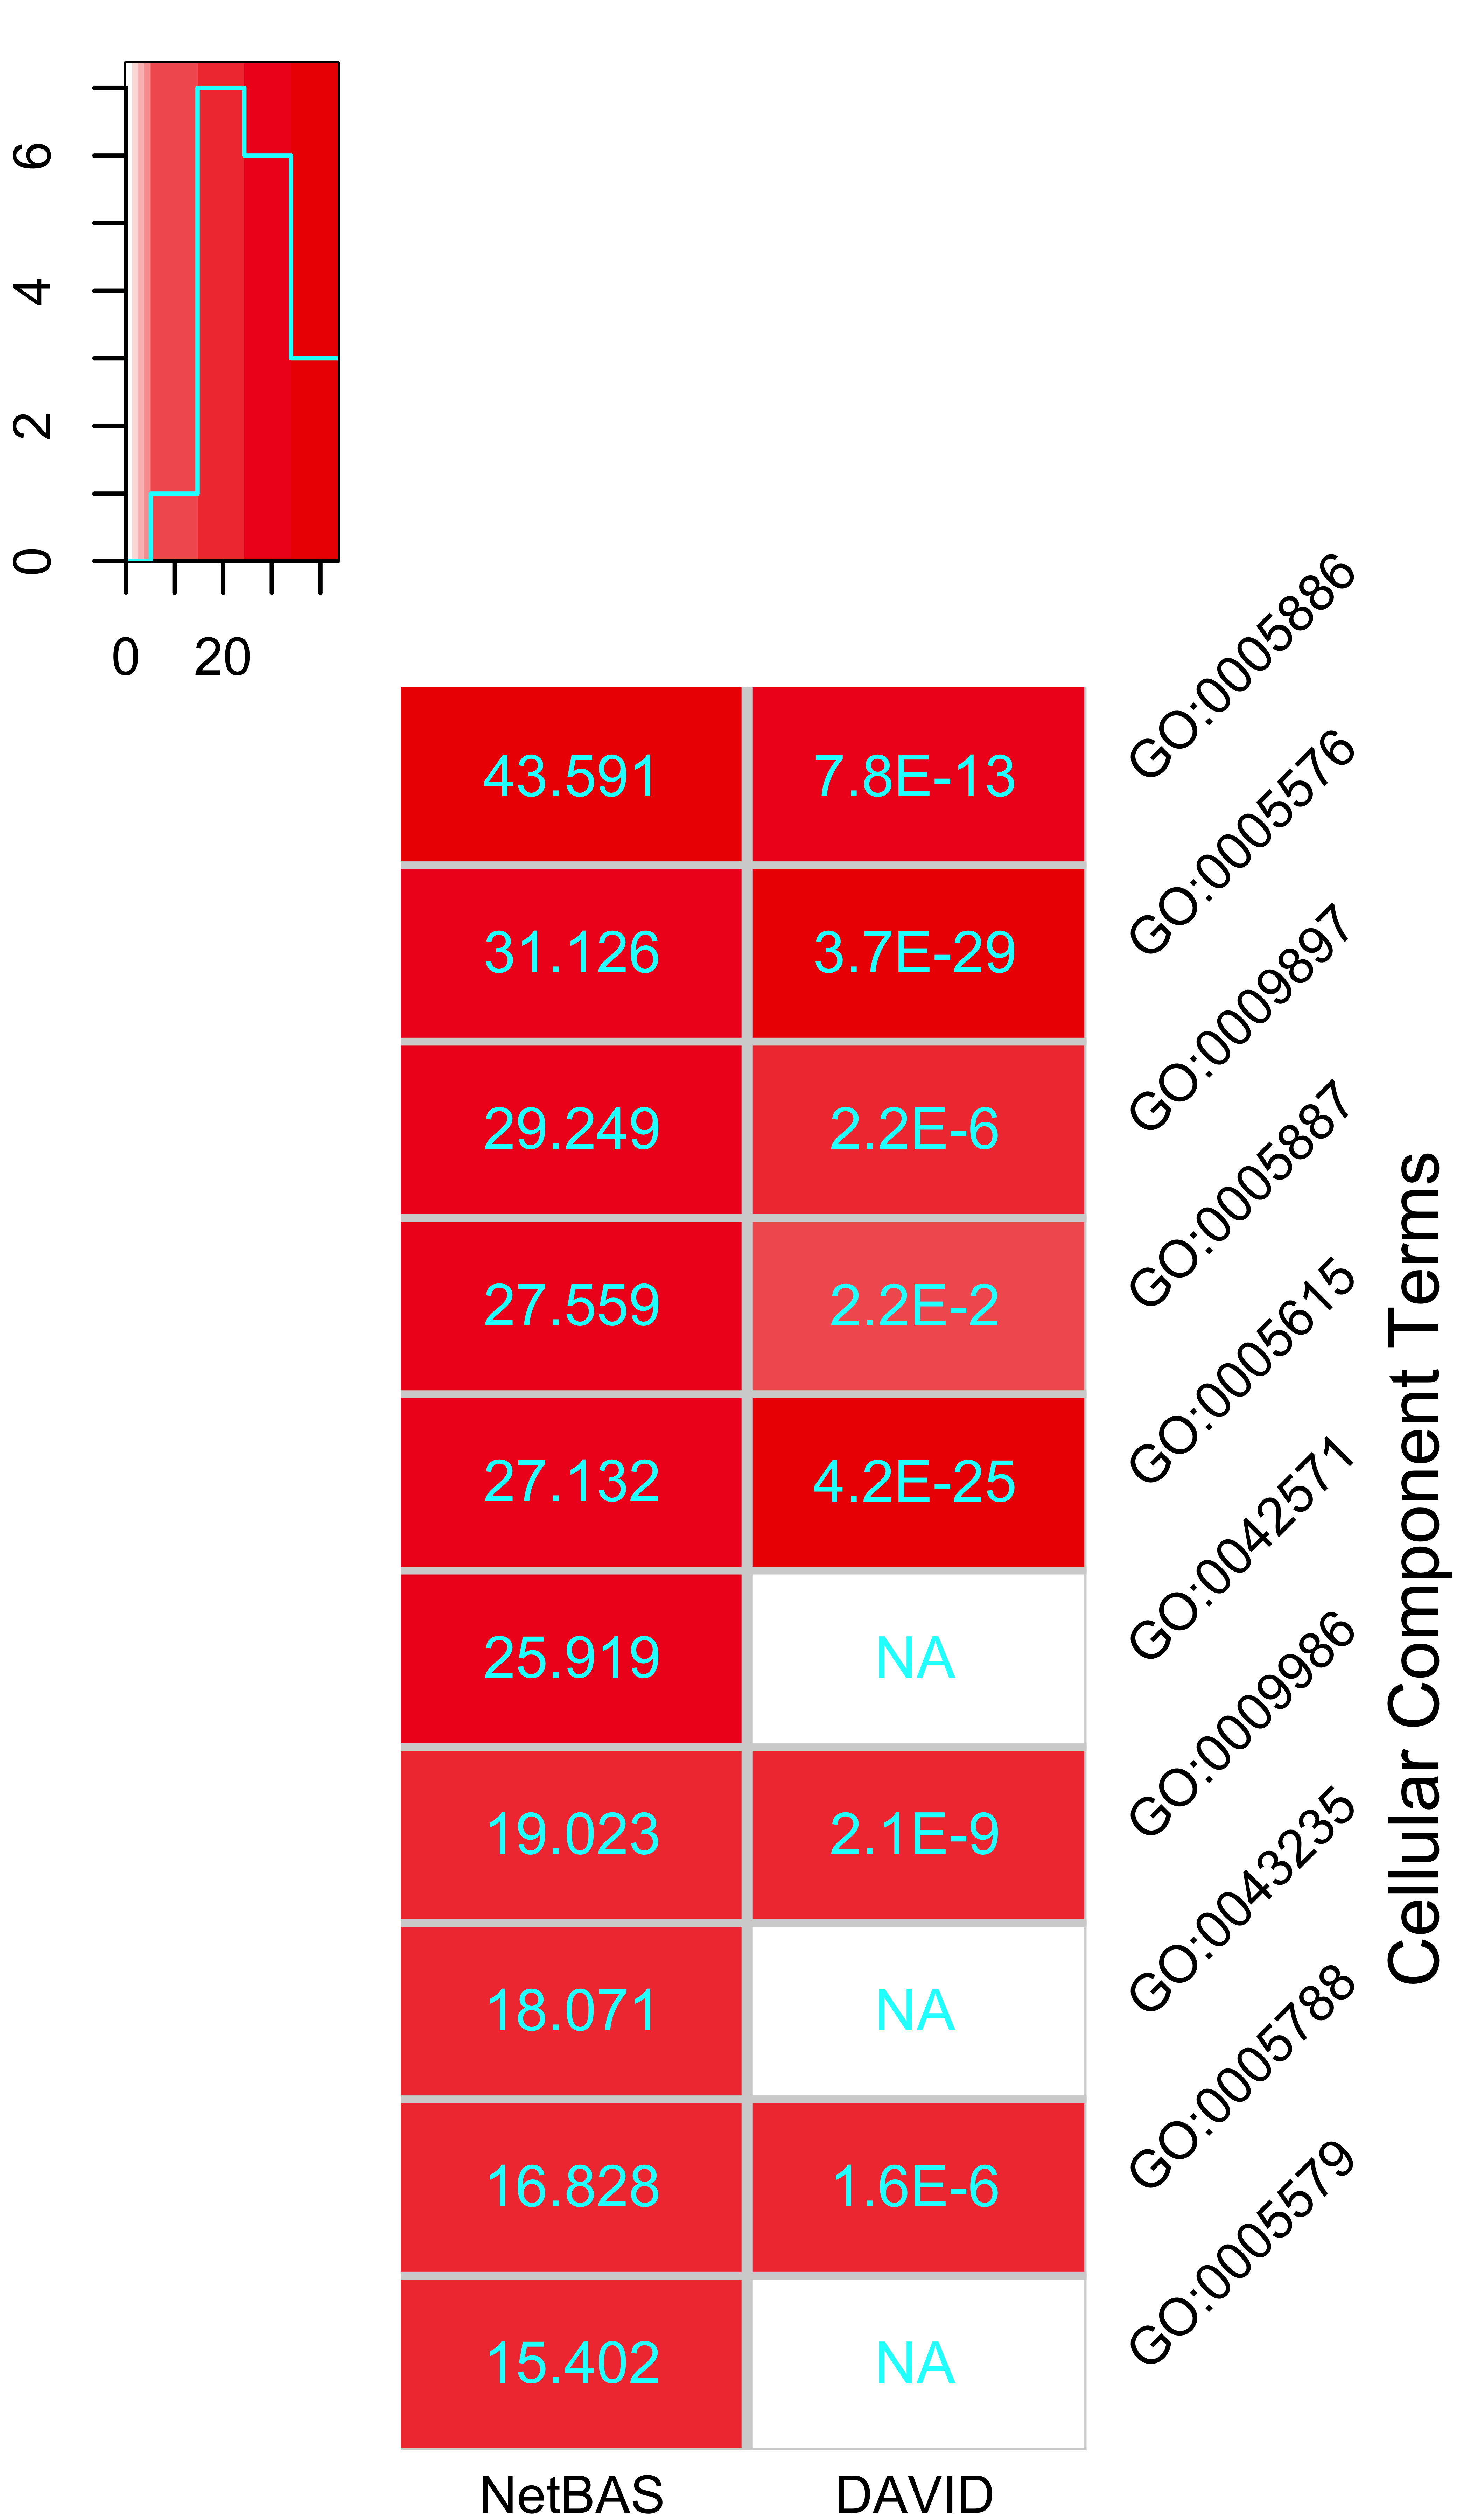 6
4
2
0
0 20
43.591 7.8E-13 GO:0005886
31.126 3.7E-29 GO:0005576
29.249 2.2E-6 GO:0009897
27.559 2.2E-2 GO:0005887
27.132 4.2E-25 GO:0005615
25.919 NA GO:0042571
19.023 2.1E-9 GO:0009986
18.071 NA GO:0043235
16.828 1.6E-6 GO:0005788
15.402 NA GO:0005579
Cellular Component Terms
NetBAS DAVID